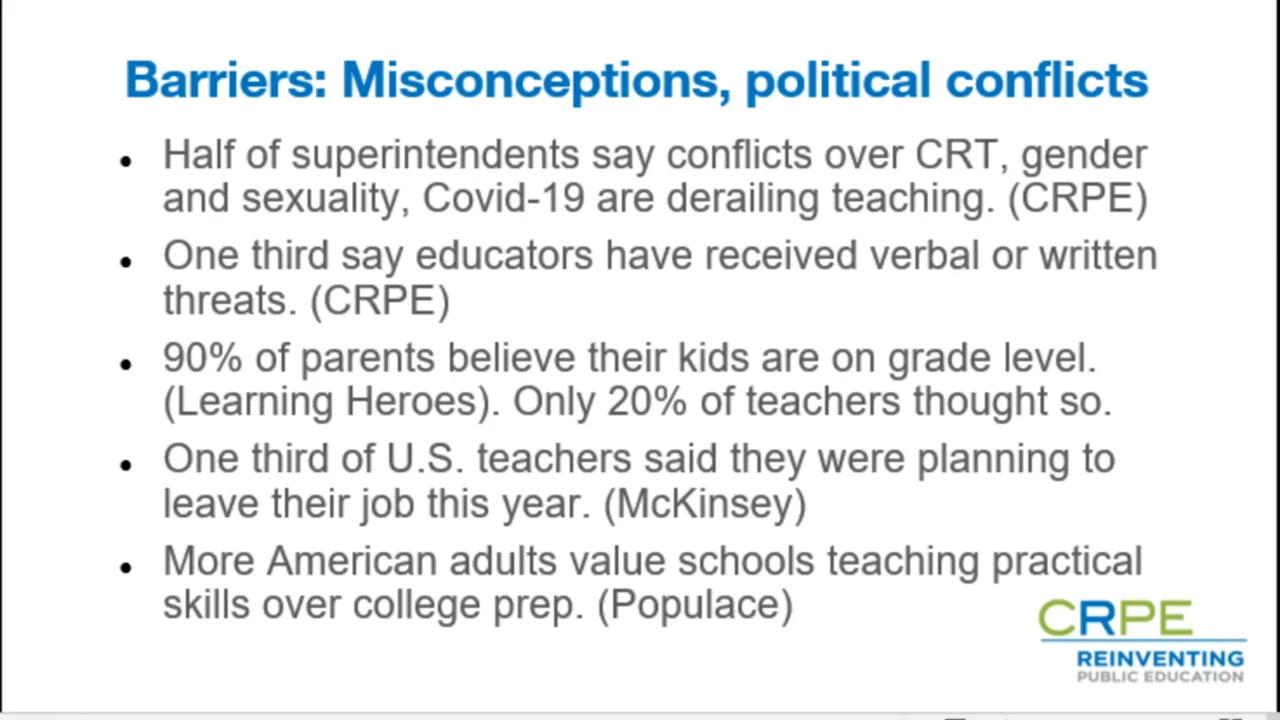 Barriers: Misconceptions, political conflicts
• Half of superintendents say conflicts over CRT, gender
and sexuality, Covid-19 are derailing teaching. (CRPE)
• One third say educators have received verbal or written
threats. (CRPE)
• 90% of parents believe their kids are on grade level.
(Learning Heroes). Only 20% of teachers thought so.
• One third of U.S. teachers said they were planning to
leave their job this year. (McKinsey)
• More American adults value schools teaching practical
skills over college prep. (Populace)
CRPE
REINVENTING
PUBLIC EDUCATION